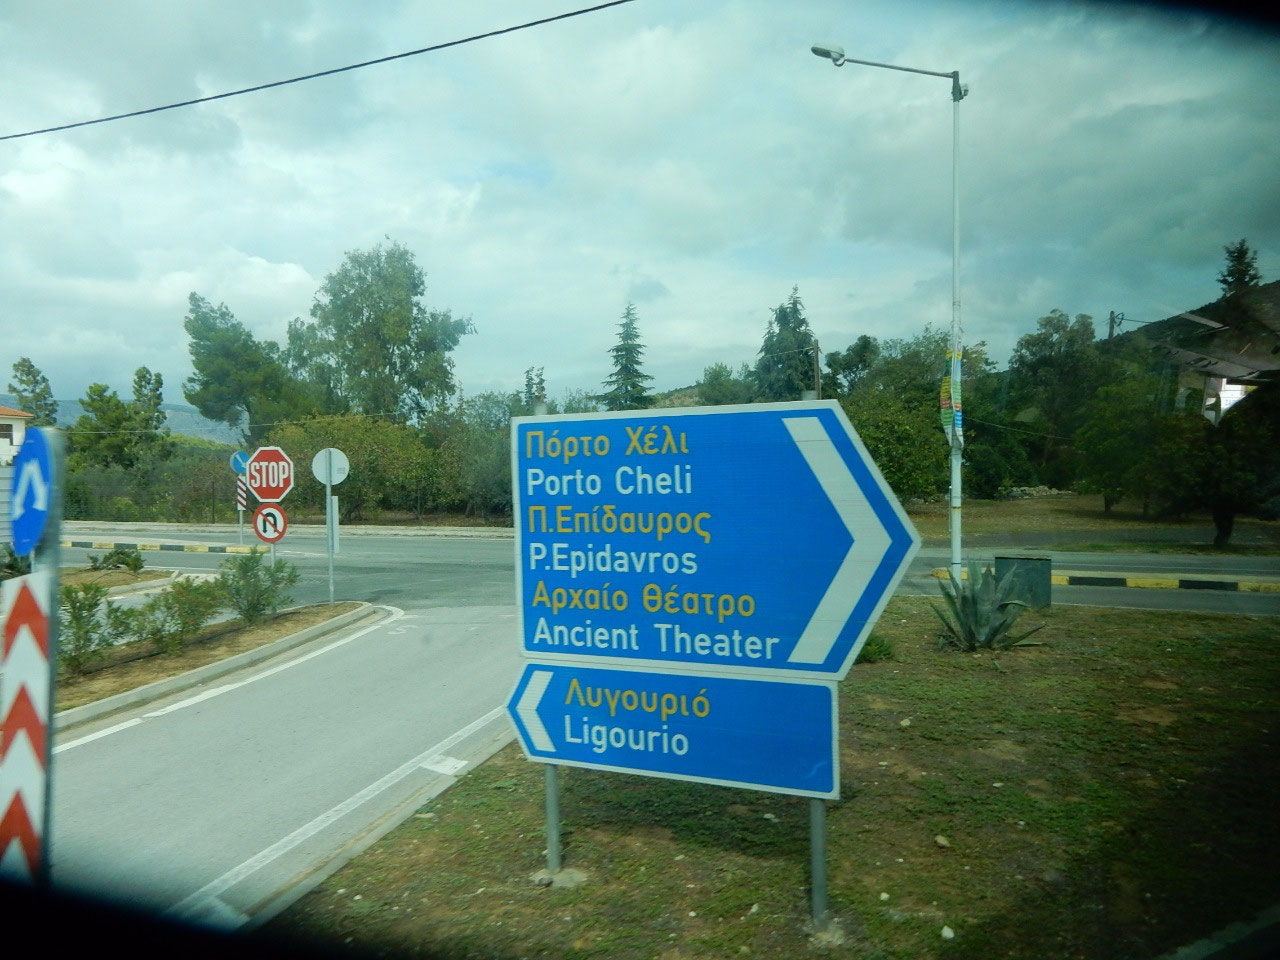 STOP
Πόρτο Χέλι
Porto Cheli
Π.Επίδαυρος
P.Epidavros
Αρχαίο Θέατρο
Ancient Theater
Λυγουριό
Ligourio